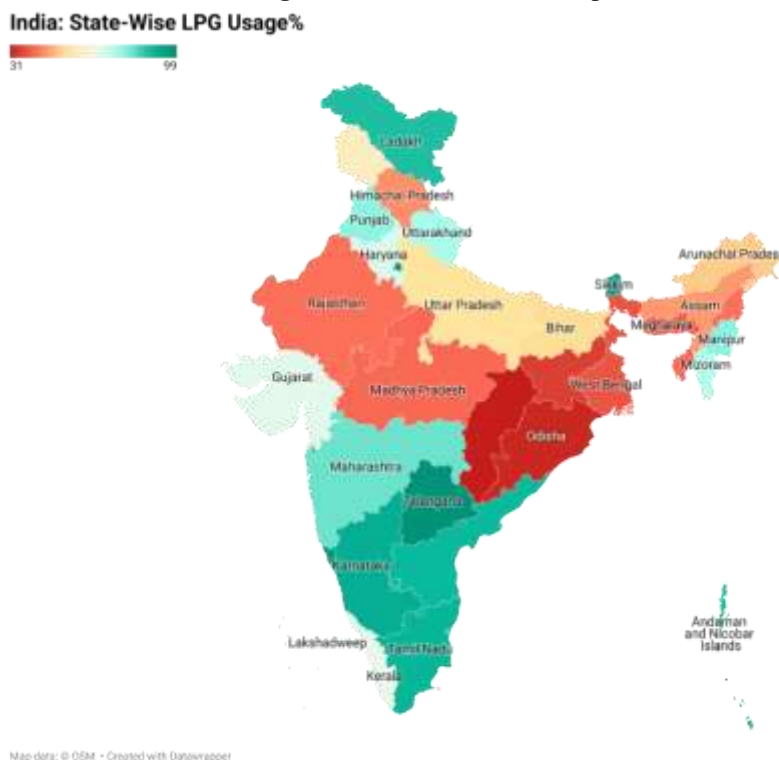 India: State-Wise LPG Usage%
31 99
Ladakh
Himachal Pradesh
Punjab
Uttarakhand
Haryana
Arunachal Prades
Sikkim
Rajasthan
Uttar Pradesh
Assam
Bihar
Meghalaya
Manipur
Mizoram
Gujarat
Madhya Pradesh
West Bengal
Odisha
Maharashtra
Telangana
Karnataka
Andaman
and Nicobar
Islands
Lakshadweep
Tamil Nadu
Kerala
Map data: © OSM • Created with Datawrapper